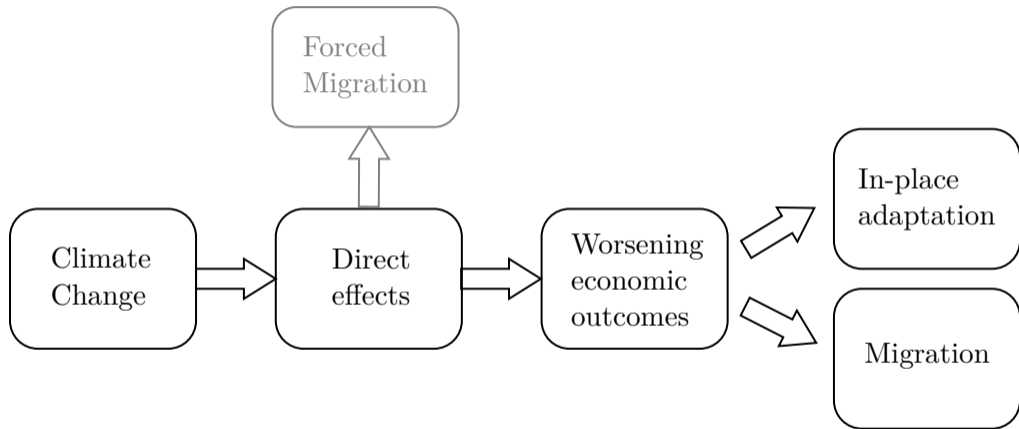 Forced
Migration
Climate
Change
Direct
effects
Worsening
economic
outcomes
In-place
adaptation
Migration